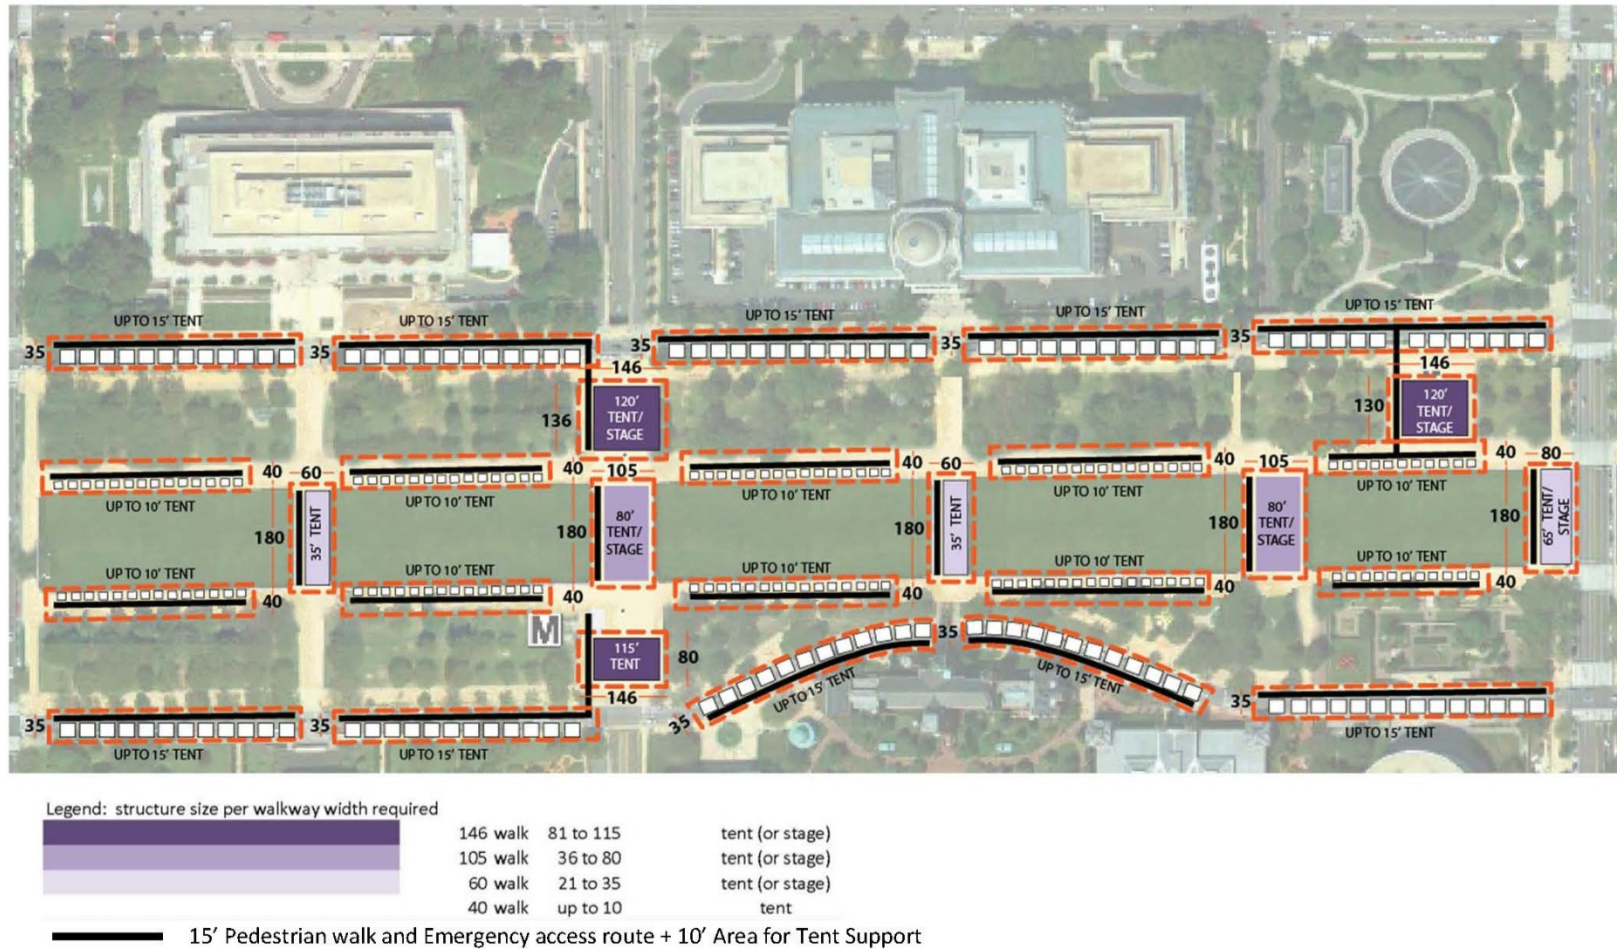 UP TO 15' TENT
UP TO 15' TENT
UP TO 15' TENT
UP TO 15' TENT
UP TO 15' TENT
35
35
35
35
35
146
146
136
120'
TENT/
STAGE
130
120'
TENT/
STAGE
40
60
40
105
40
60
40
105
80
UP TO 10' TENT
UP TO 10' TENT
UP TO 10' TENT
UP TO 10' TENT
UP TO 10' TENT
180
35' TENT
180
80'
TENT/
STAGE
180
35' TENT
180
80'
TENT/
STAGE
180
65' TENT/
STAGE
UP TO 10' TENT
UP TO 10' TENT
UP TO 10' TENT
UP TO 10' TENT
UP TO 10' TENT
40
40
40
40
40
M
115'
TENT
80
146
35
35
35
35
35
UP TO 15' TENT
UP TO 15' TENT
UP TO 15' TENT
UP TO 15' TENT
UP TO 15' TENT
Legend: structure size per walkway width required
146 walk 81 to 115 tent (or stage)
105 walk 36 to 80 tent (or stage)
60 walk 21 to 35 tent (or stage)
40 walk up to 10 tent
15' Pedestrian walk and Emergency access route + 10' Area for Tent Support